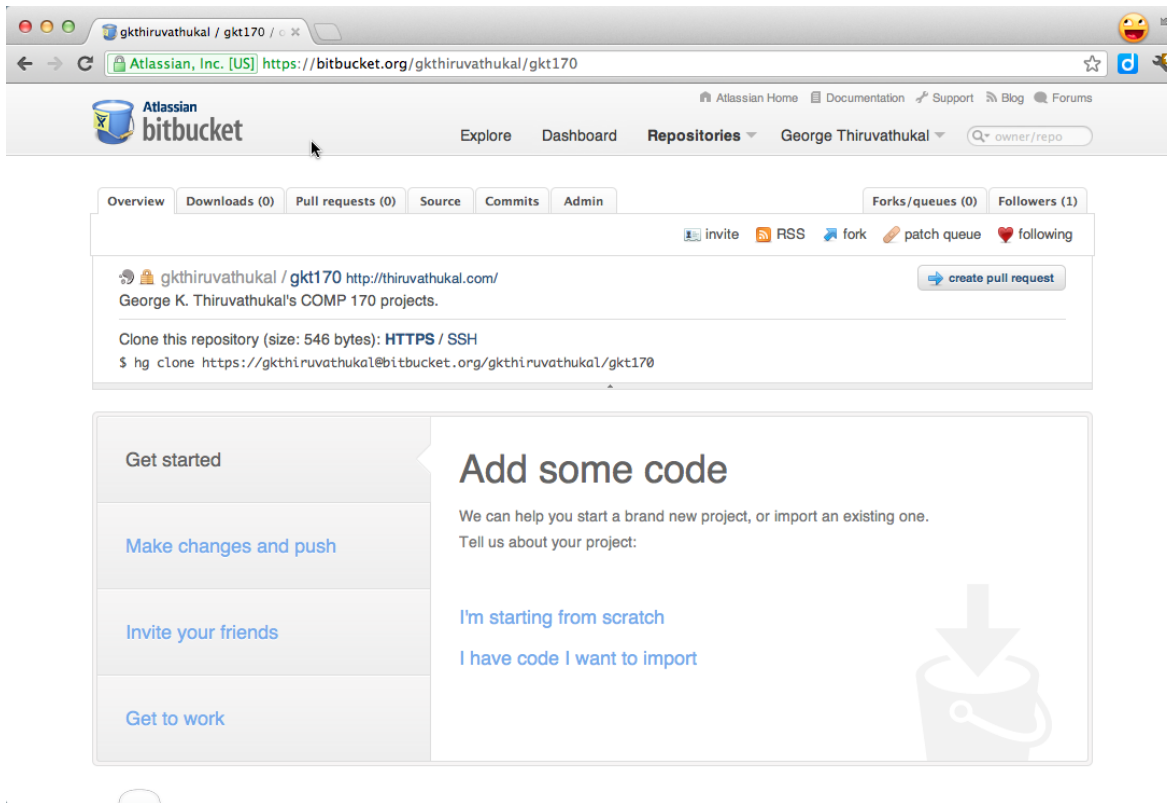 gkthiruvathukal / gkt170 /
Atlassian, Inc. [US] https://bitbucket.org/gkthiruvathukal/gkt170
Atlassian Home Documentation Support Blog Forums
Atlassian
bitbucket
Explore Dashboard Repositories George Thiruvathukal owner/repo
Overview Downloads (0) Pull requests (0) Source Commits Admin Forks/queues (0) Followers (1)
invite RSS fork patch queue following
gkthiruvathukal / gkt170 http://thiruvathukal.com/ create pull request
George K. Thiruvathukal's COMP 170 projects.
Clone this repository (size: 546 bytes): HTTPS / SSH
$ hg clone https://gkthiruvathukal@bitbucket.org/gkthiruvathukal/gkt170
Get started
Make changes and push
Invite your friends
Get to work
Add some code
We can help you start a brand new project, or import an existing one.
Tell us about your project:
I'm starting from scratch
I have code I want to import